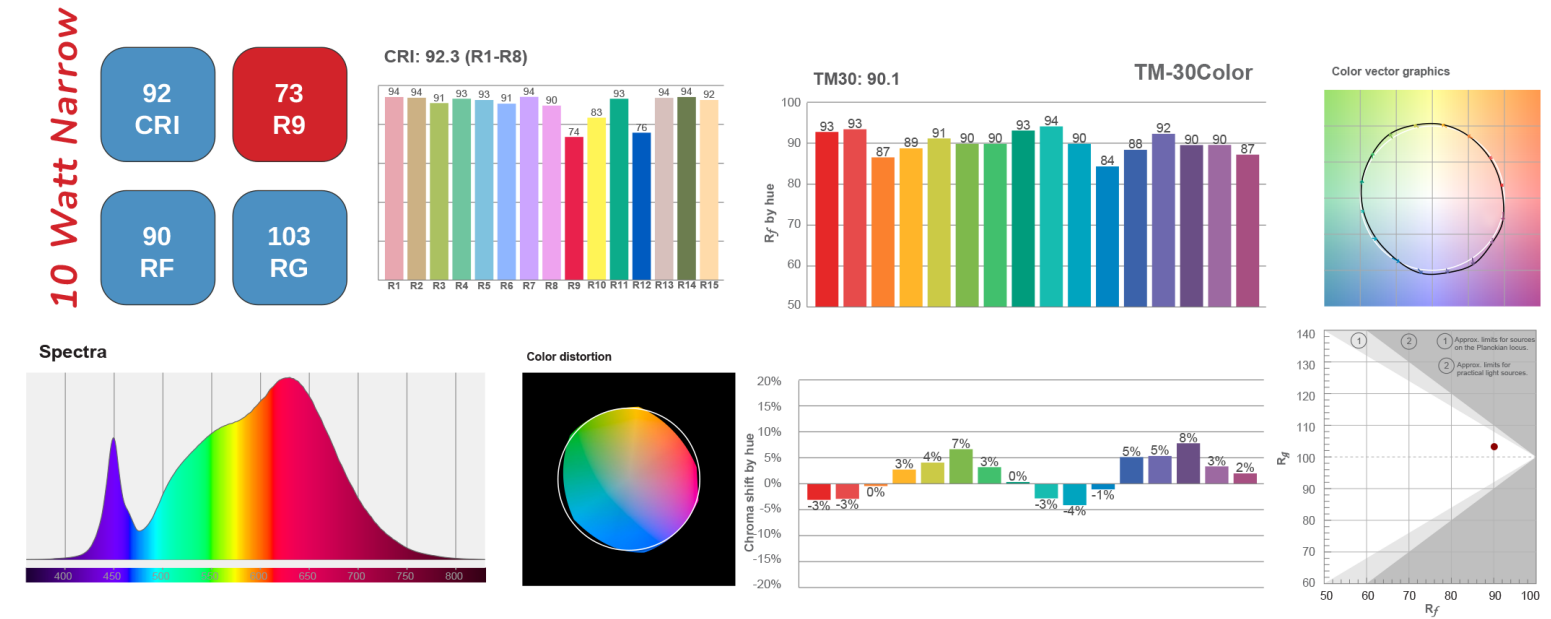 10 Watt Narrow
92
CRI
73
R9
90
RF
103
RG
CRI: 92.3 (R1-R8)
94 94 91 93 93 91 94 90 74 83 93 76 94 94 92
R1 R2 R3 R4 R5 R6 R7 R8 R9 R10 R11 R12 R13 R14 R15
TM30: 90.1
TM-30Color
100
90
80
70
60
50
Rf by hue
93 93 87 89 91 90 90 93 94 90 84 88 92 90 90 87
Color vector graphics
Spectra
400 450 500 550 600 650 700 750 800
Color distortion
Chroma shift by hue
20%
15%
10%
5%
0%
-5%
-10%
-15%
-20%
-3% -3% 0% 3% 4% 7% 3% 0% -3% -4% -1% 5% 5% 8% 3% 2%
140
130
120
110
100
90
80
70
60
Rg
1
2
1 Approx. limits for sources
on the Planckian locus.
2 Approx. limits for
practical light sources.
50 60 70 80 90 100
Rf